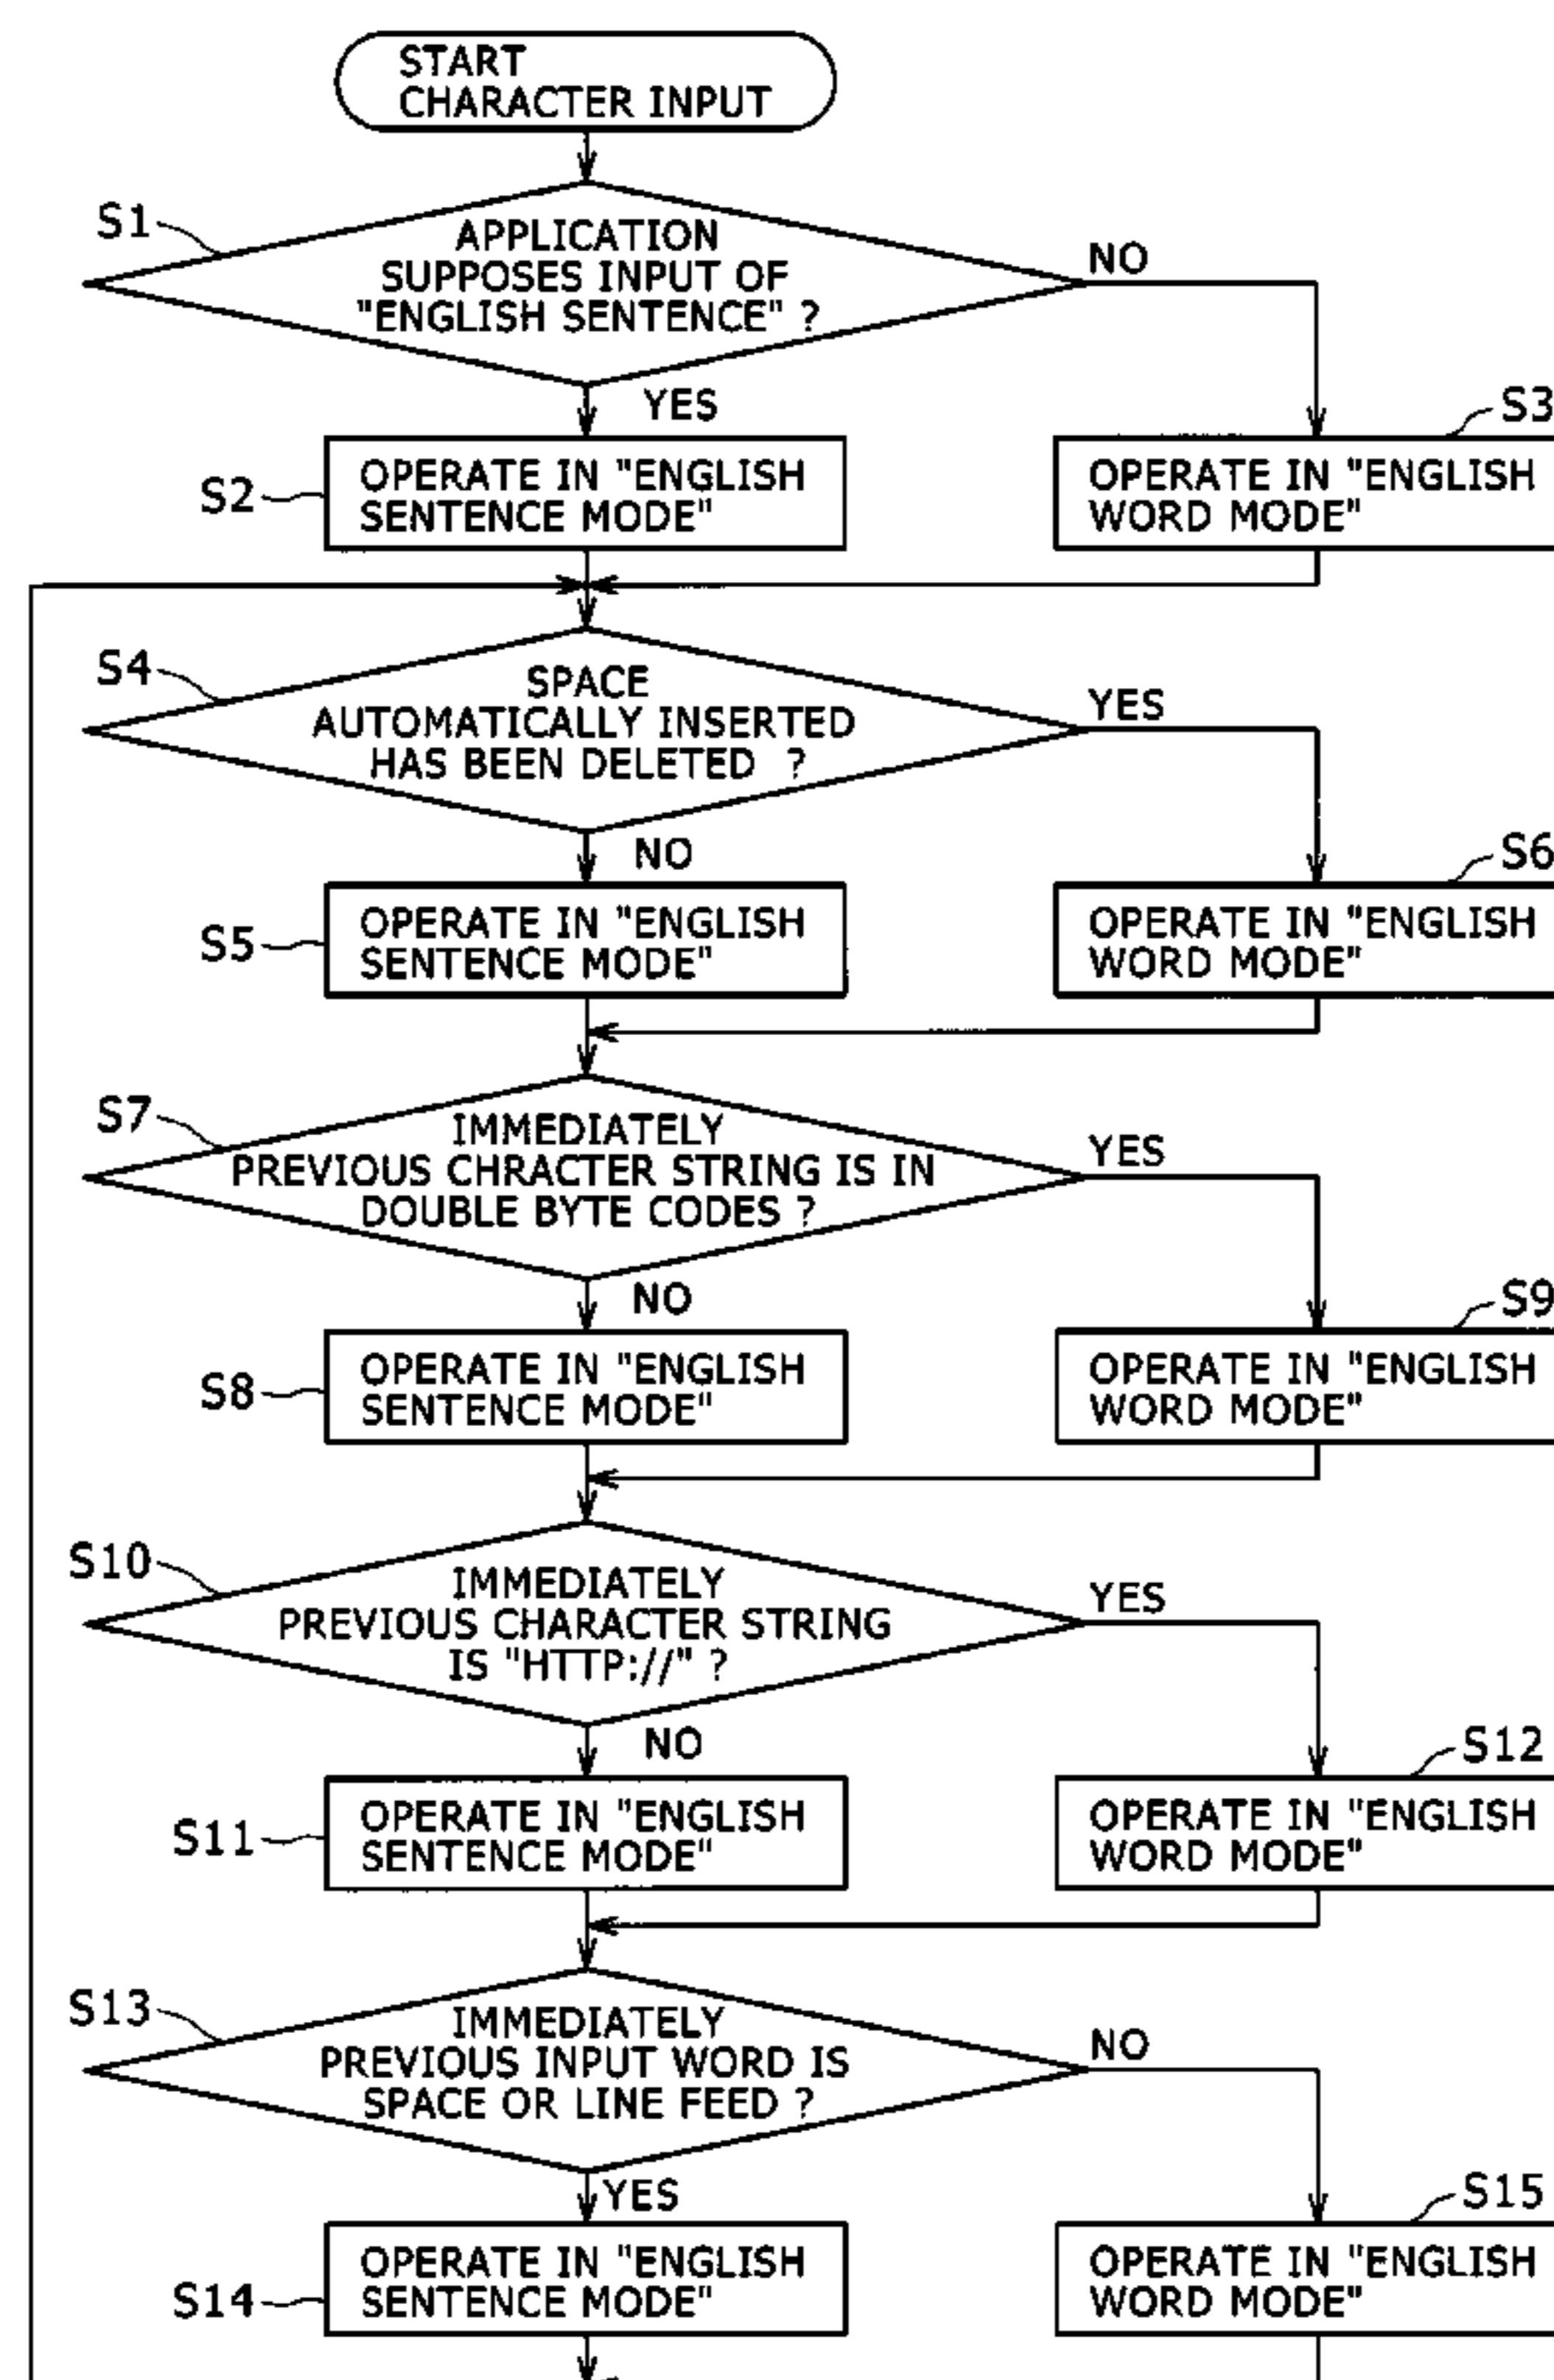 START
CHARACTER INPUT
S1
APPLICATION
SUPPOSES INPUT OF
"ENGLISH SENTENCE" ?
NO
YES
S3
S2
OPERATE IN "ENGLISH
SENTENCE MODE"
OPERATE IN "ENGLISH
WORD MODE"
S4
SPACE
AUTOMATICALLY INSERTED
HAS BEEN DELETED ?
YES
NO
S6
S5
OPERATE IN "ENGLISH
SENTENCE MODE"
OPERATE IN "ENGLISH
WORD MODE"
S7
IMMEDIATELY
PREVIOUS CHRACTER STRING IS IN
DOUBLE BYTE CODES ?
YES
NO
S9
S8
OPERATE IN "ENGLISH
SENTENCE MODE"
OPERATE IN "ENGLISH
WORD MODE"
S10
IMMEDIATELY
PREVIOUS CHARACTER STRING
IS "HTTP://" ?
YES
NO
S12
S11
OPERATE IN "ENGLISH
SENTENCE MODE"
OPERATE IN "ENGLISH
WORD MODE"
S13
IMMEDIATELY
PREVIOUS INPUT WORD IS
SPACE OR LINE FEED ?
NO
YES
S15
S14
OPERATE IN "ENGLISH
SENTENCE MODE"
OPERATE IN "ENGLISH
WORD MODE"